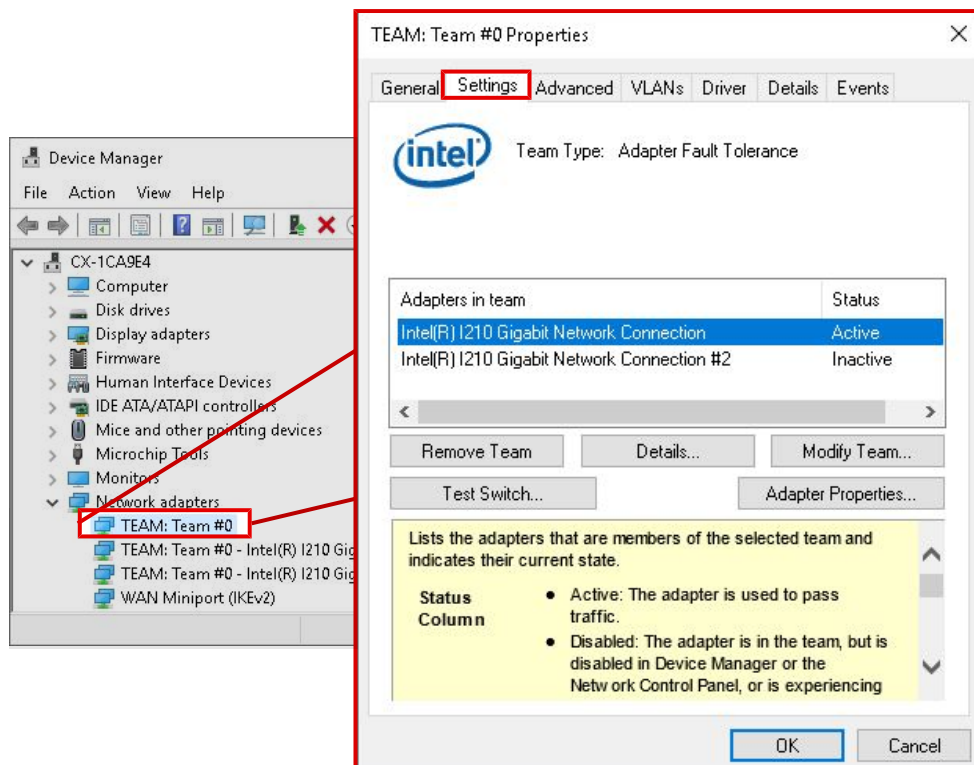 TEAM: Team #0 Properties
General Settings Advanced VLANs Driver Details Events
intel
Team Type: Adapter Fault Tolerance
Adapters in team Status
Intel(R) I210 Gigabit Network Connection Active
Intel(R) I210 Gigabit Network Connection #2 Inactive
Remove Team Details... Modify Team...
Test Switch... Adapter Properties...
Lists the adapters that are members of the selected team and
indicates their current state.
Status
Column
• Active: The adapter is used to pass
traffic.
• Disabled: The adapter is in the team, but is
disabled in Device Manager or the
Network Control Panel, or is experiencing
OK Cancel
Device Manager
File Action View Help
CX-1CA9E4
Computer
Disk drives
Display adapters
Firmware
Human Interface Devices
IDE ATA/ATAPI controllers
Mice and other pointing devices
Microchip Tools
Monitors
Network adapters
TEAM: Team #0
TEAM: Team #0 - Intel(R) I210 Gig
TEAM: Team #0 - Intel(R) I210 Gig
WAN Miniport (IKEv2)